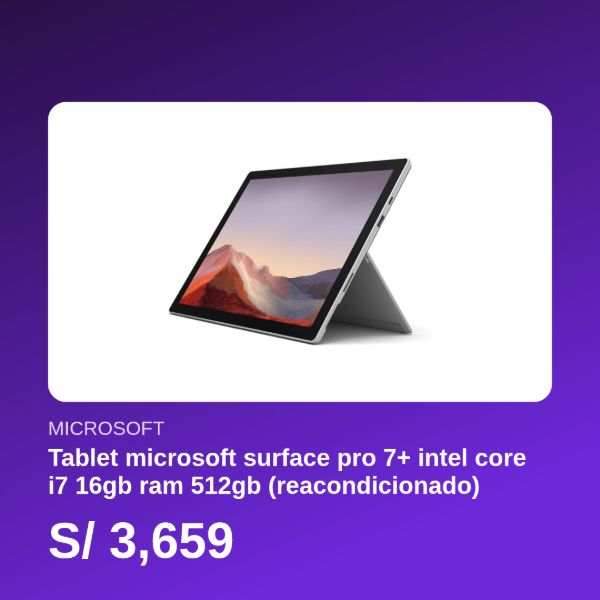 MICROSOFT
Tablet microsoft surface pro 7+ intel core
i7 16gb ram 512gb (reacondicionado)
S/ 3,659